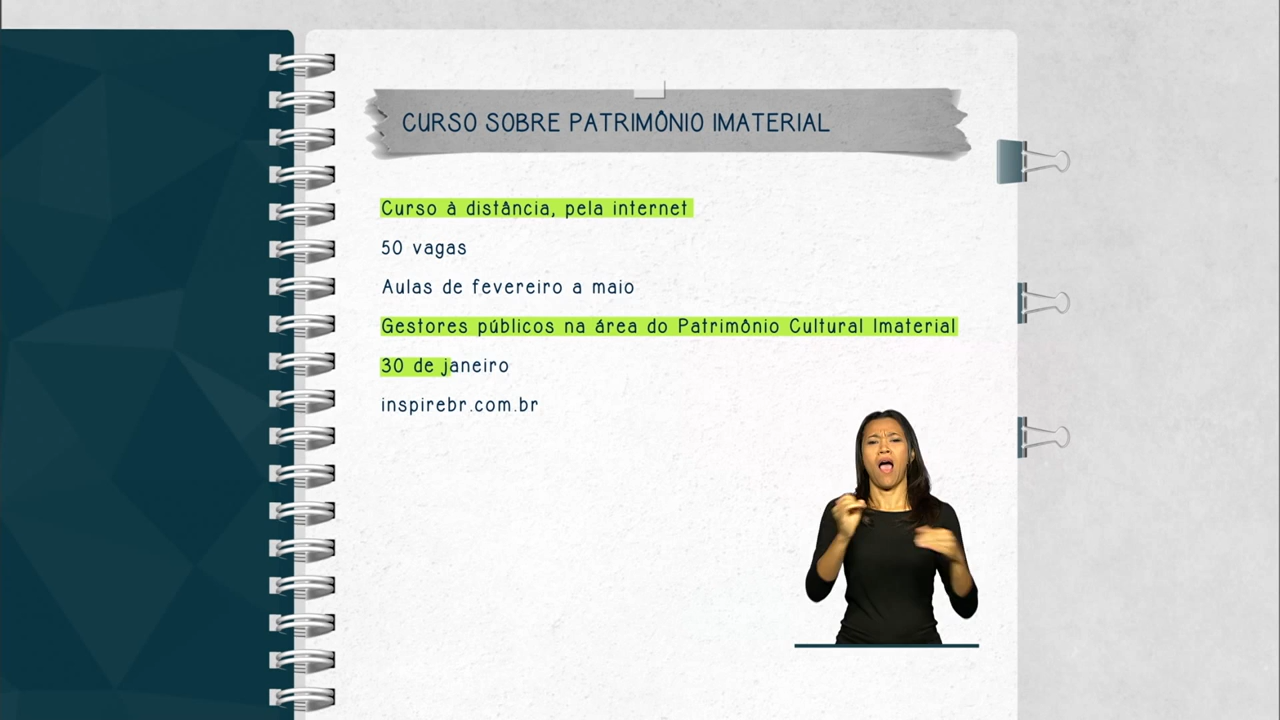 CURSO SOBRE PATRIMÔNIO IMATERIAL
Curso à distância, pela internet
50 vagas
Aulas de fevereiro a maio
Gestores públicos na área do Patrimônio Cultural Imaterial
30 de janeiro
inspirebr.com.br